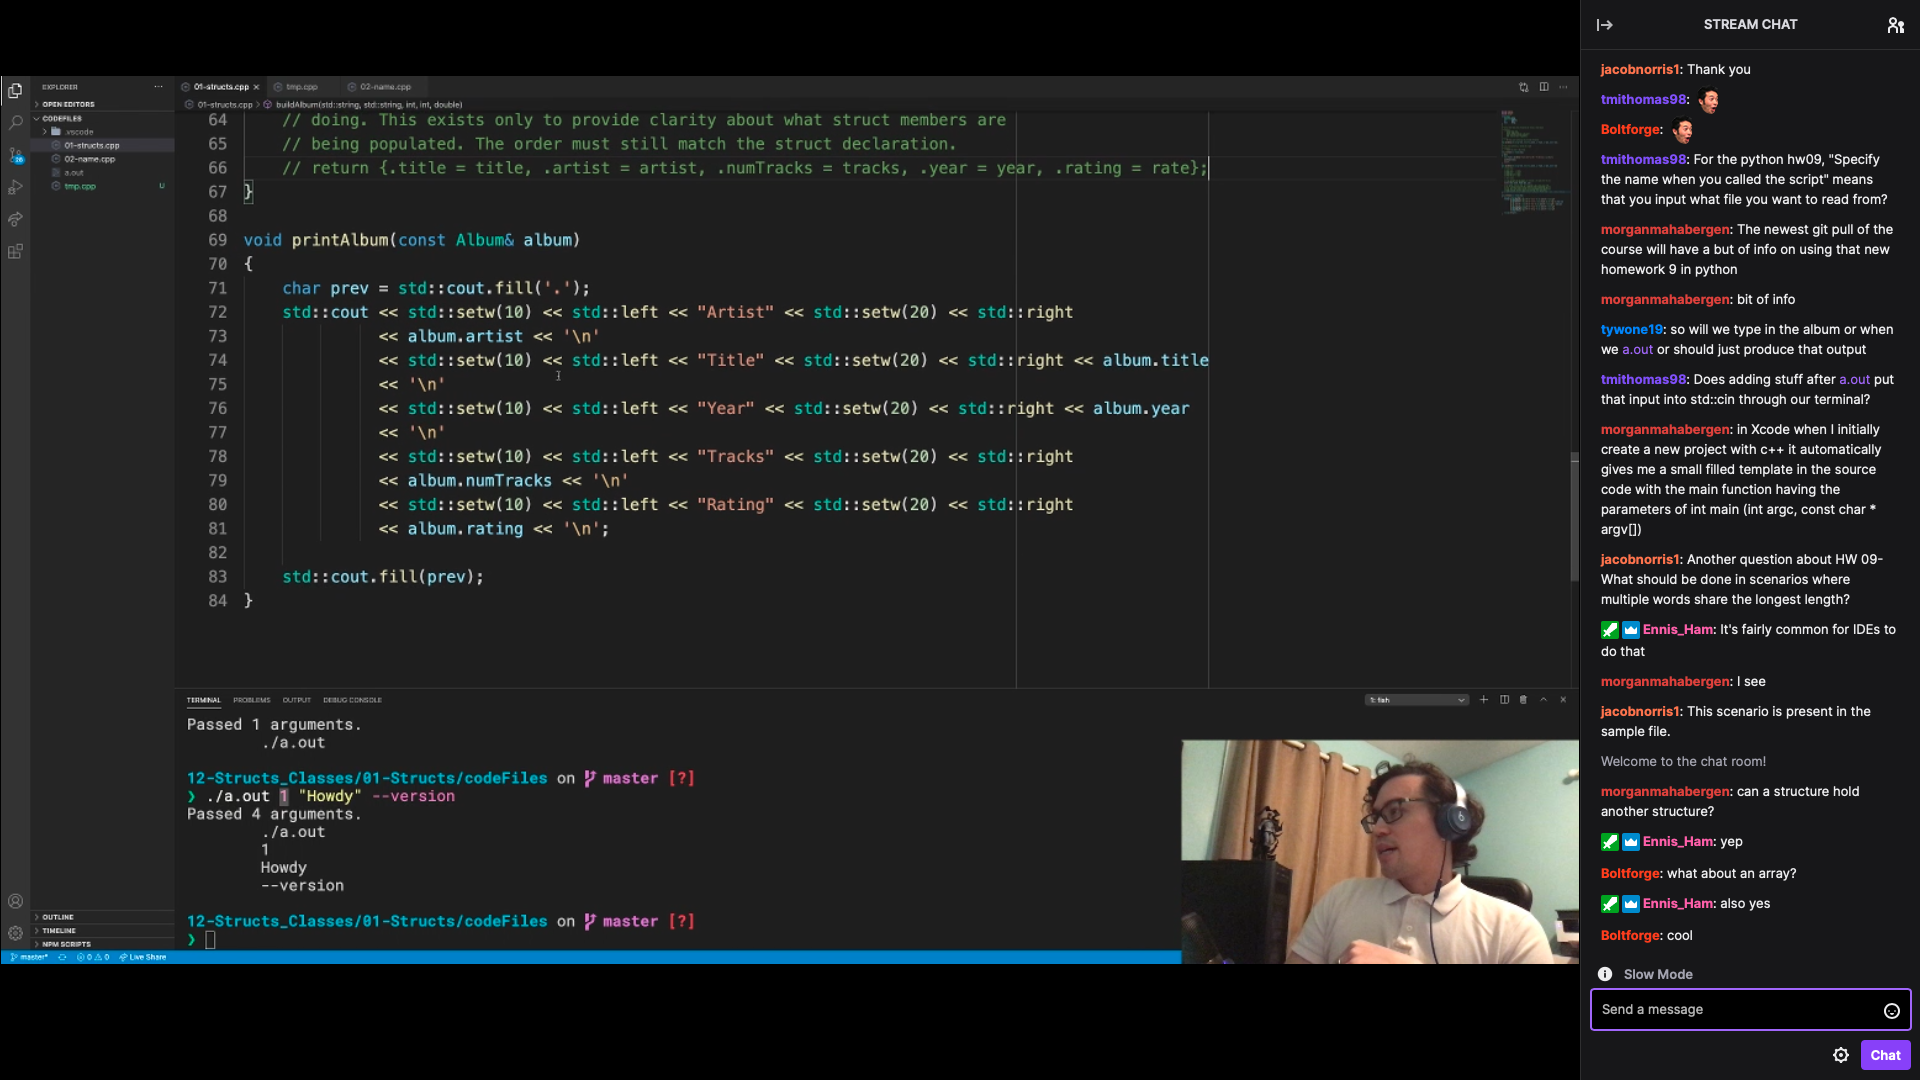 EXPLORER
OPEN EDITORS
CODEFILES
.vscode
01-structs.cpp
02-name.cpp
a.out
tmp.cpp U
OUTLINE
TIMELINE
NPM SCRIPTS
01-structs.cpp
tmp.cpp
02-name.cpp
01-structs.cpp > buildAlbum(std::string, std::string, int, int, double)
64 // doing. This exists only to provide clarity about what struct members are
65 // being populated. The order must still match the struct declaration.
66 // return {.title = title, .artist = artist, .numTracks = tracks, .year = year, .rating = rate};
67 }
68
69 void printAlbum(const Album& album)
70 {
71 char prev = std::cout.fill('.');
72 std::cout << std::setw(10) << std::left << "Artist" << std::setw(20) << std::right
73 << album.artist << '\n'
74 << std::setw(10) << std::left << "Title" << std::setw(20) << std::right << album.title
75 << '\n'
76 << std::setw(10) << std::left << "Year" << std::setw(20) << std::right << album.year
77 << '\n'
78 << std::setw(10) << std::left << "Tracks" << std::setw(20) << std::right
79 << album.numTracks << '\n'
80 << std::setw(10) << std::left << "Rating" << std::setw(20) << std::right
81 << album.rating << '\n';
82
83 std::cout.fill(prev);
84 }
TERMINAL PROBLEMS OUTPUT DEBUG CONSOLE
1: fish
Passed 1 arguments.
./a.out
12-Structs_Classes/01-Structs/codeFiles on master [?]
❯ ./a.out 1 "Howdy" --version
Passed 4 arguments.
./a.out
1
Howdy
--version
12-Structs_Classes/01-Structs/codeFiles on master [?]
❯
master* 0 0 Live Share
STREAM CHAT
jacobnorris1: Thank you
tmithomas98:
Boltforge:
tmithomas98: For the python hw09, "Specify
the name when you called the script" means
that you input what file you want to read from?
morganmahabergen: The newest git pull of the
course will have a but of info on using that new
homework 9 in python
morganmahabergen: bit of info
tywone19: so will we type in the album or when
we a.out or should just produce that output
tmithomas98: Does adding stuff after a.out put
that input into std::cin through our terminal?
morganmahabergen: in Xcode when I initially
create a new project with c++ it automatically
gives me a small filled template in the source
code with the main function having the
parameters of int main (int argc, const char *
argv[])
jacobnorris1: Another question about HW 09-
What should be done in scenarios where
multiple words share the longest length?
Ennis_Ham: It's fairly common for IDEs to
do that
morganmahabergen: I see
jacobnorris1: This scenario is present in the
sample file.
Welcome to the chat room!
morganmahabergen: can a structure hold
another structure?
Ennis_Ham: yep
Boltforge: what about an array?
Ennis_Ham: also yes
Boltforge: cool
Slow Mode
Send a message
Chat